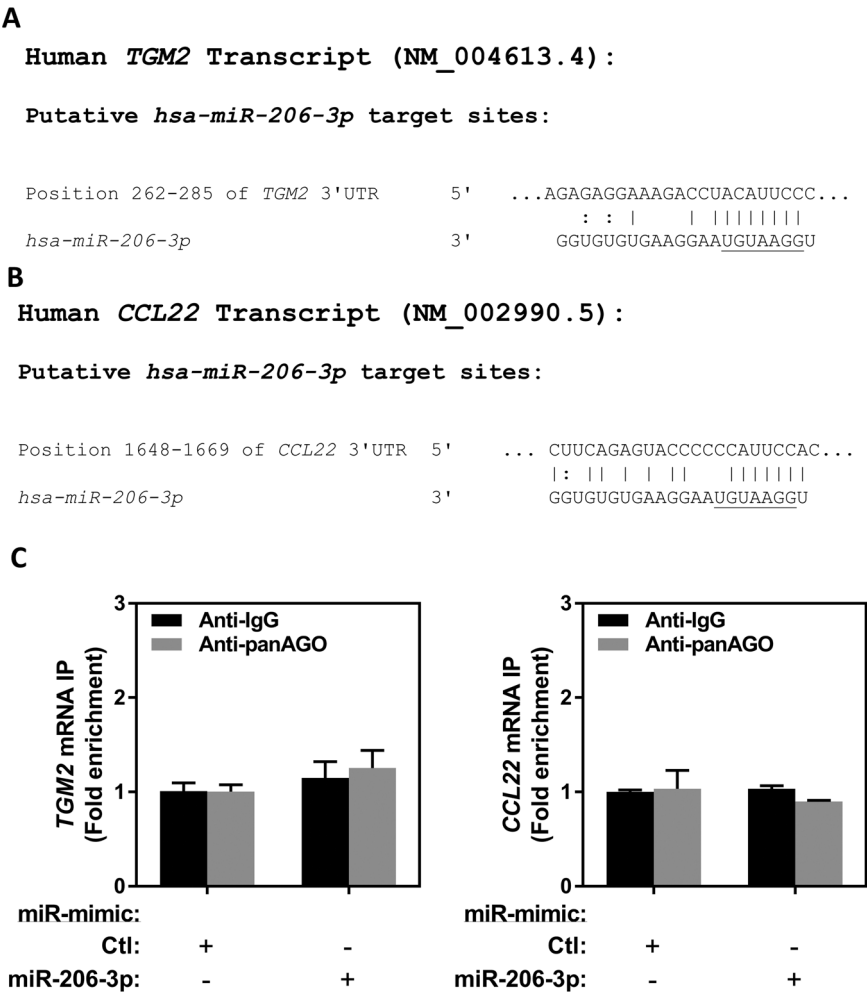 A
Human TGM2 Transcript (NM_004613.4):
Putative hsa-miR-206-3p target sites:
Position 262-285 of TGM2 3'UTR 5' ...AGAGAGGAAAGACCUACAUUCCC...
: : | | ||||||||
hsa-miR-206-3p 3' GGUGUGUGAAGGAAUGUAAGGU
B
Human CCL22 Transcript (NM_002990.5):
Putative hsa-miR-206-3p target sites:
Position 1648-1669 of CCL22 3'UTR 5' ... CUUCAGAGUACCCCCCAUUCCAC...
|: || | | || |||||||
hsa-miR-206-3p 3' GGUGUGUGAAGGAAUGUAAGGU
C
3
2
1
0
TGM2 mRNA IP
(Fold enrichment)
Anti-IgG
Anti-panAGO
miR-mimic:
Ctl: + -
miR-206-3p: - +
3
2
1
0
CCL22 mRNA IP
(Fold enrichment)
Anti-IgG
Anti-panAGO
miR-mimic:
Ctl: + -
miR-206-3p: - +